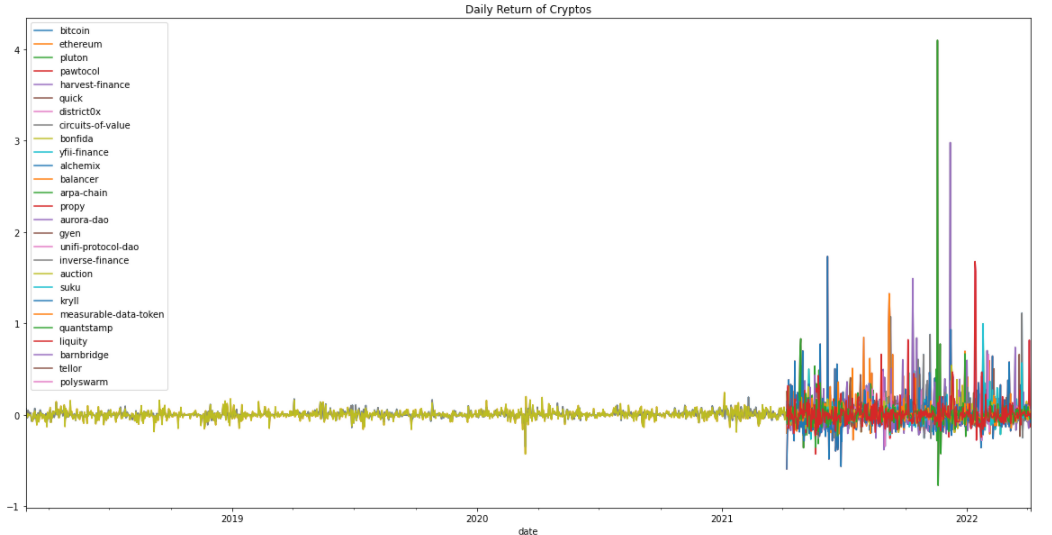 Daily Return of Cryptos
bitcoin
ethereum
pluton
pawtocol
harvest-finance
quick
district0x
circuits-of-value
bonfida
yfii-finance
alchemix
balancer
arpa-chain
propy
aurora-dao
gyen
unifi-protocol-dao
inverse-finance
auction
suku
kryll
measurable-data-token
quantstamp
liquity
barnbridge
tellor
polyswarm
4
3
2
1
0
−1
2019
2020
2021
2022
date